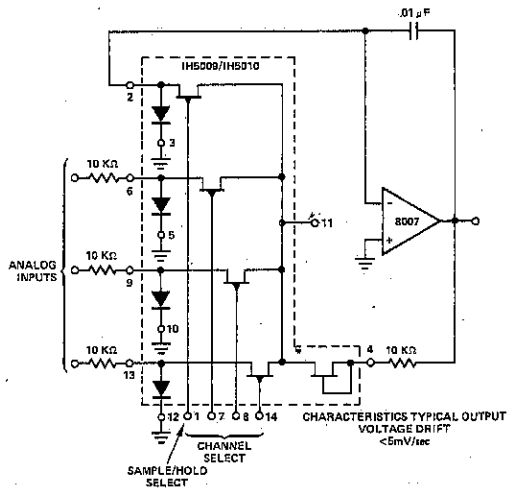 .01 µF
IH5009/IH5010
2
3
10 KΩ
6
11
8007
5
ANALOG
INPUTS
10 KΩ
9
10
4
10 KΩ
10 KΩ
13
12
1
7
8
14
CHARACTERISTICS TYPICAL OUTPUT
VOLTAGE DRIFT
<5mV/sec
CHANNEL
SELECT
SAMPLE/HOLD
SELECT